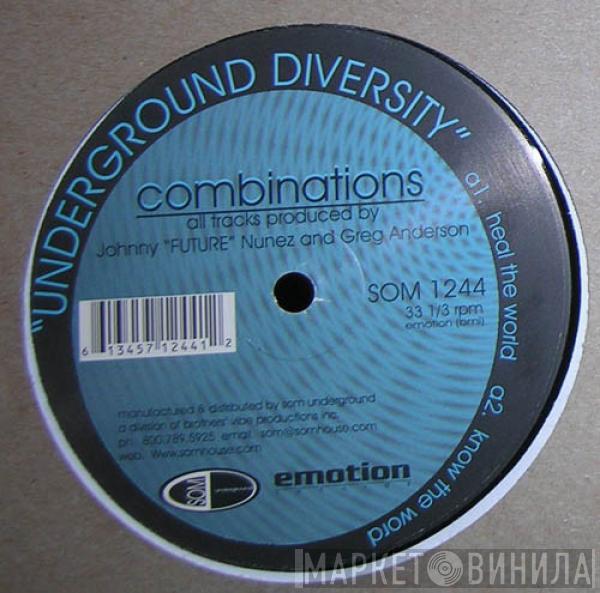 "UNDERGROUND DIVERSITY"
a1. heal the world
a2. know the word
combinations
all tracks produced by
Johnny "FUTURE" Nunez and Greg Anderson
SOM 1244
33 1/3 rpm
emotion (bmi)
6 13457 12441 2
manufactured & distributed by som underground
a division of brothers' vibe productions inc.
ph: 800.789.5925 email: som@somhouse.com
web. Www.somhouse.com
SOM underground
emotion
МАРКЕТ ВИНИЛА